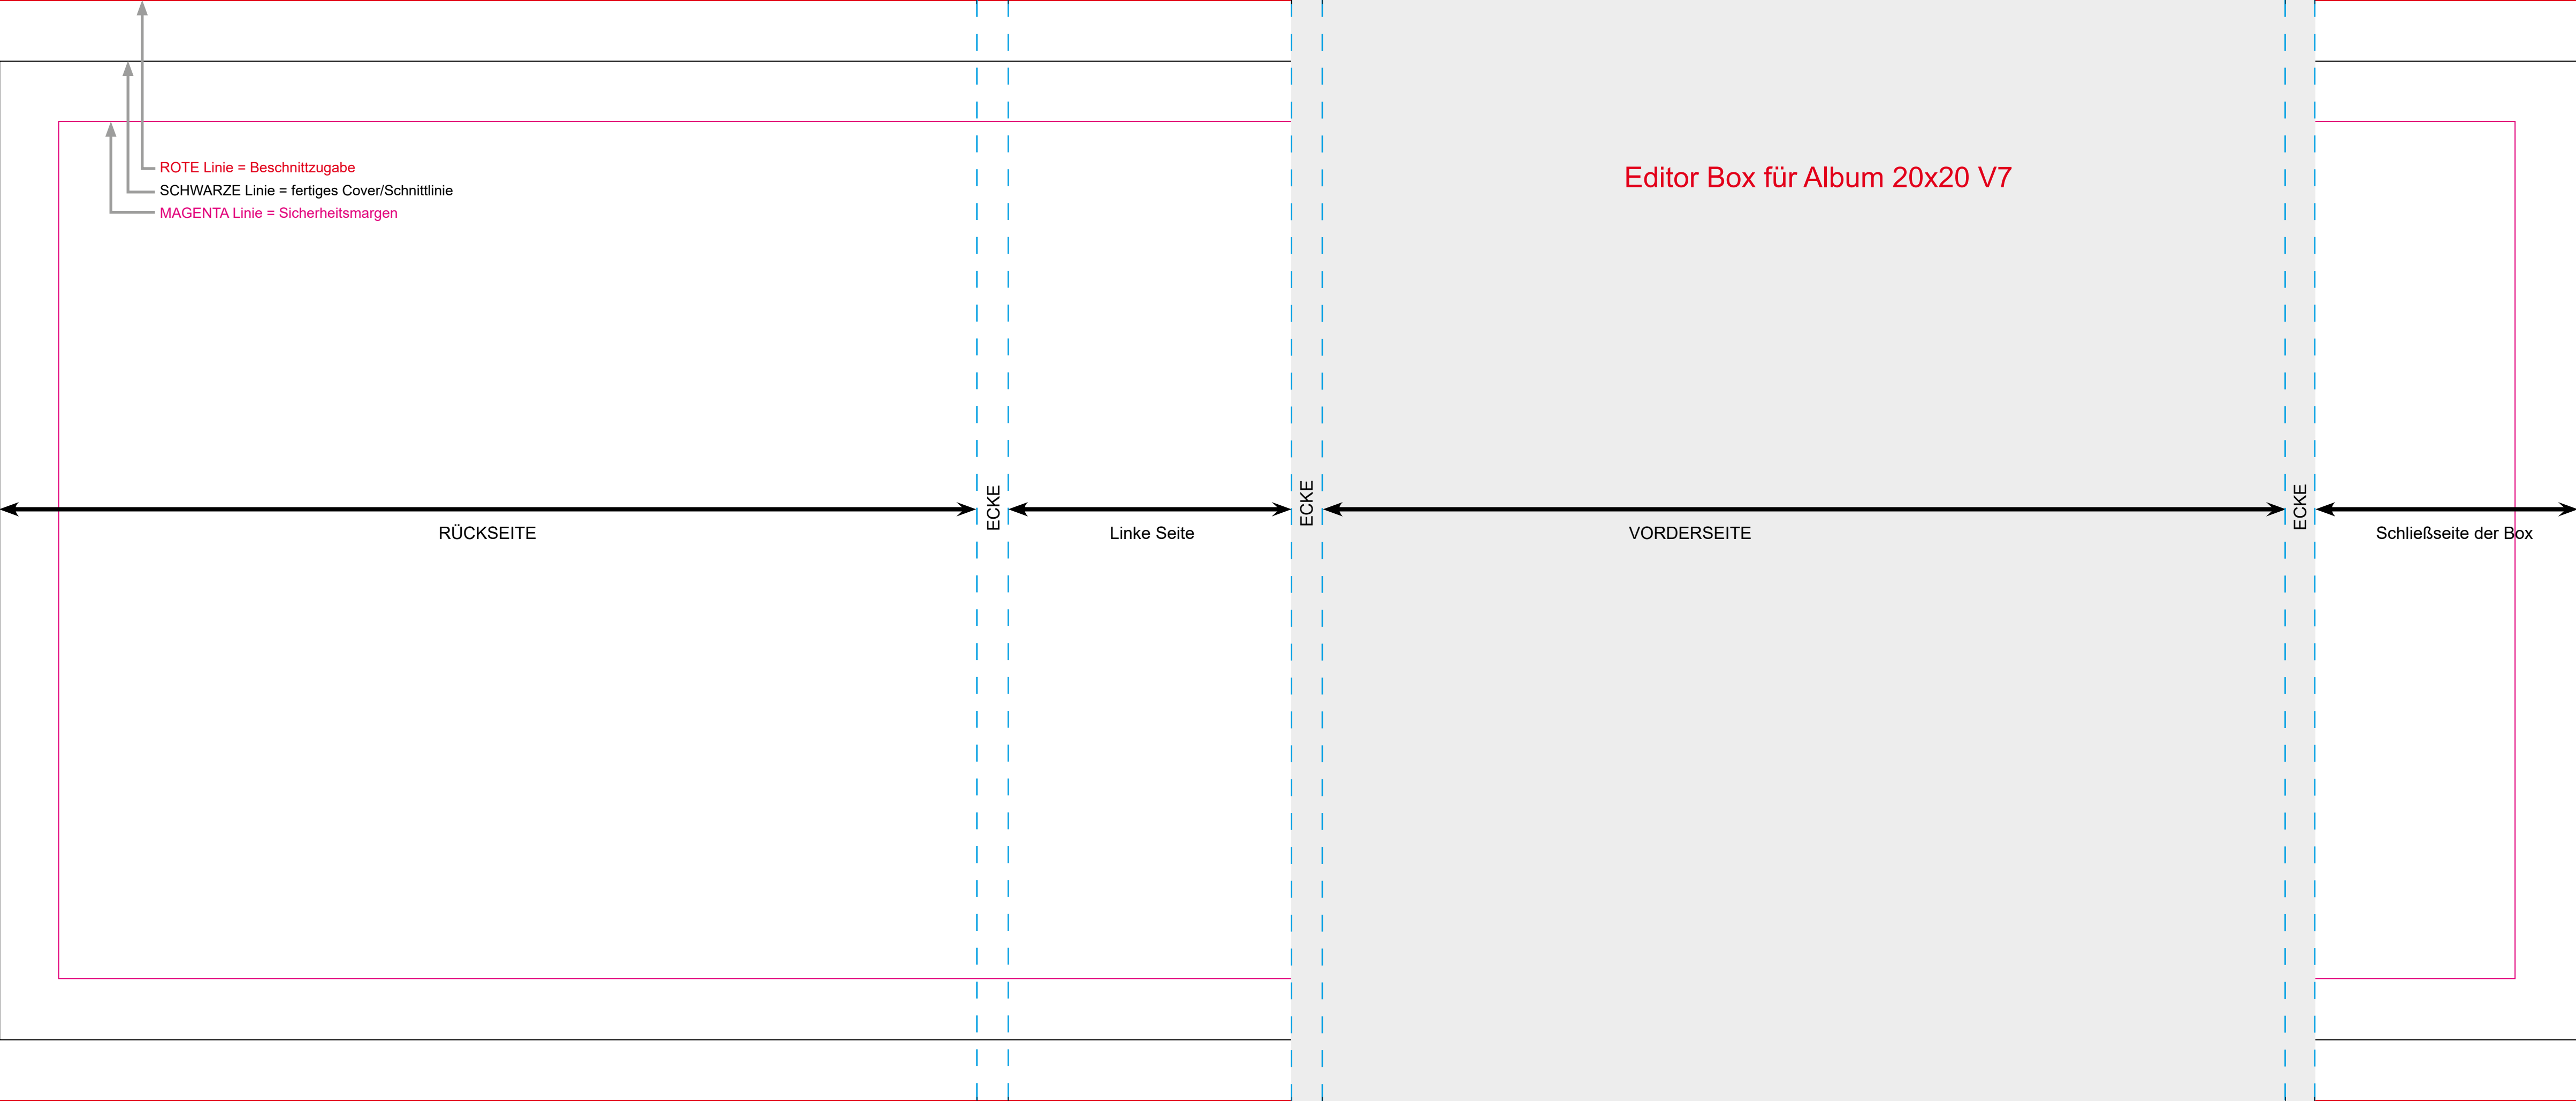 ROTE Linie = Beschnittzugabe
SCHWARZE Linie = fertiges Cover/Schnittlinie
MAGENTA Linie = Sicherheitsmargen
Editor Box für Album 20x20 V7
RÜCKSEITE
ECKE
Linke Seite
ECKE
VORDERSEITE
ECKE
Schließseite der Box